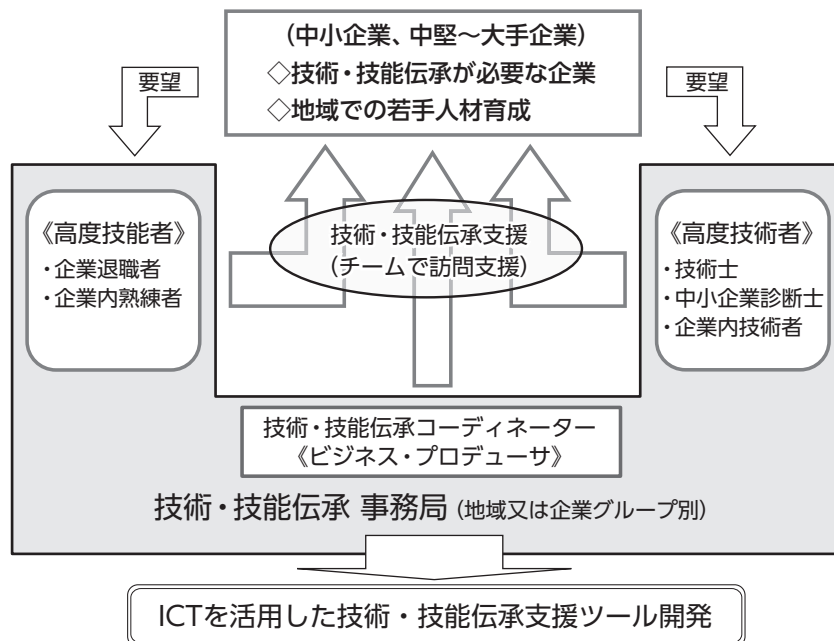 (中小企業、中堅～大手企業)
◇技術・技能伝承が必要な企業
◇地域での若手人材育成
要望
要望
《高度技能者》
・企業退職者
・企業内熟練者
技術・技能伝承支援
(チームで訪問支援)
《高度技術者》
・技術士
・中小企業診断士
・企業内技術者
技術・技能伝承コーディネーター
《ビジネス・プロデューサ》
技術・技能伝承 事務局 (地域又は企業グループ別)
ICTを活用した技術・技能伝承支援ツール開発